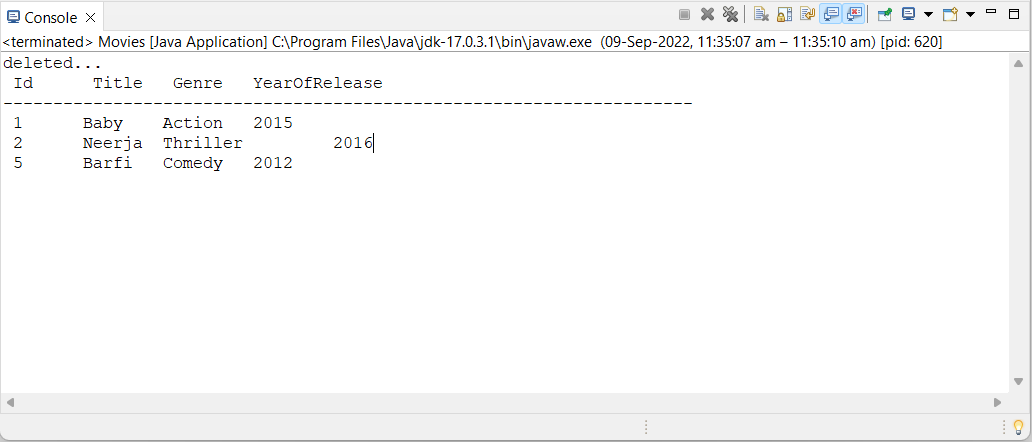 Console
<terminated> Movies [Java Application] C:\Program Files\Java\jdk-17.0.3.1\bin\javaw.exe (09-Sep-2022, 11:35:07 am – 11:35:10 am) [pid: 620]
deleted...
Id Title Genre YearOfRelease
---------------------------------------------------------------------
1 Baby Action 2015
2 Neerja Thriller 2016
5 Barfi Comedy 2012